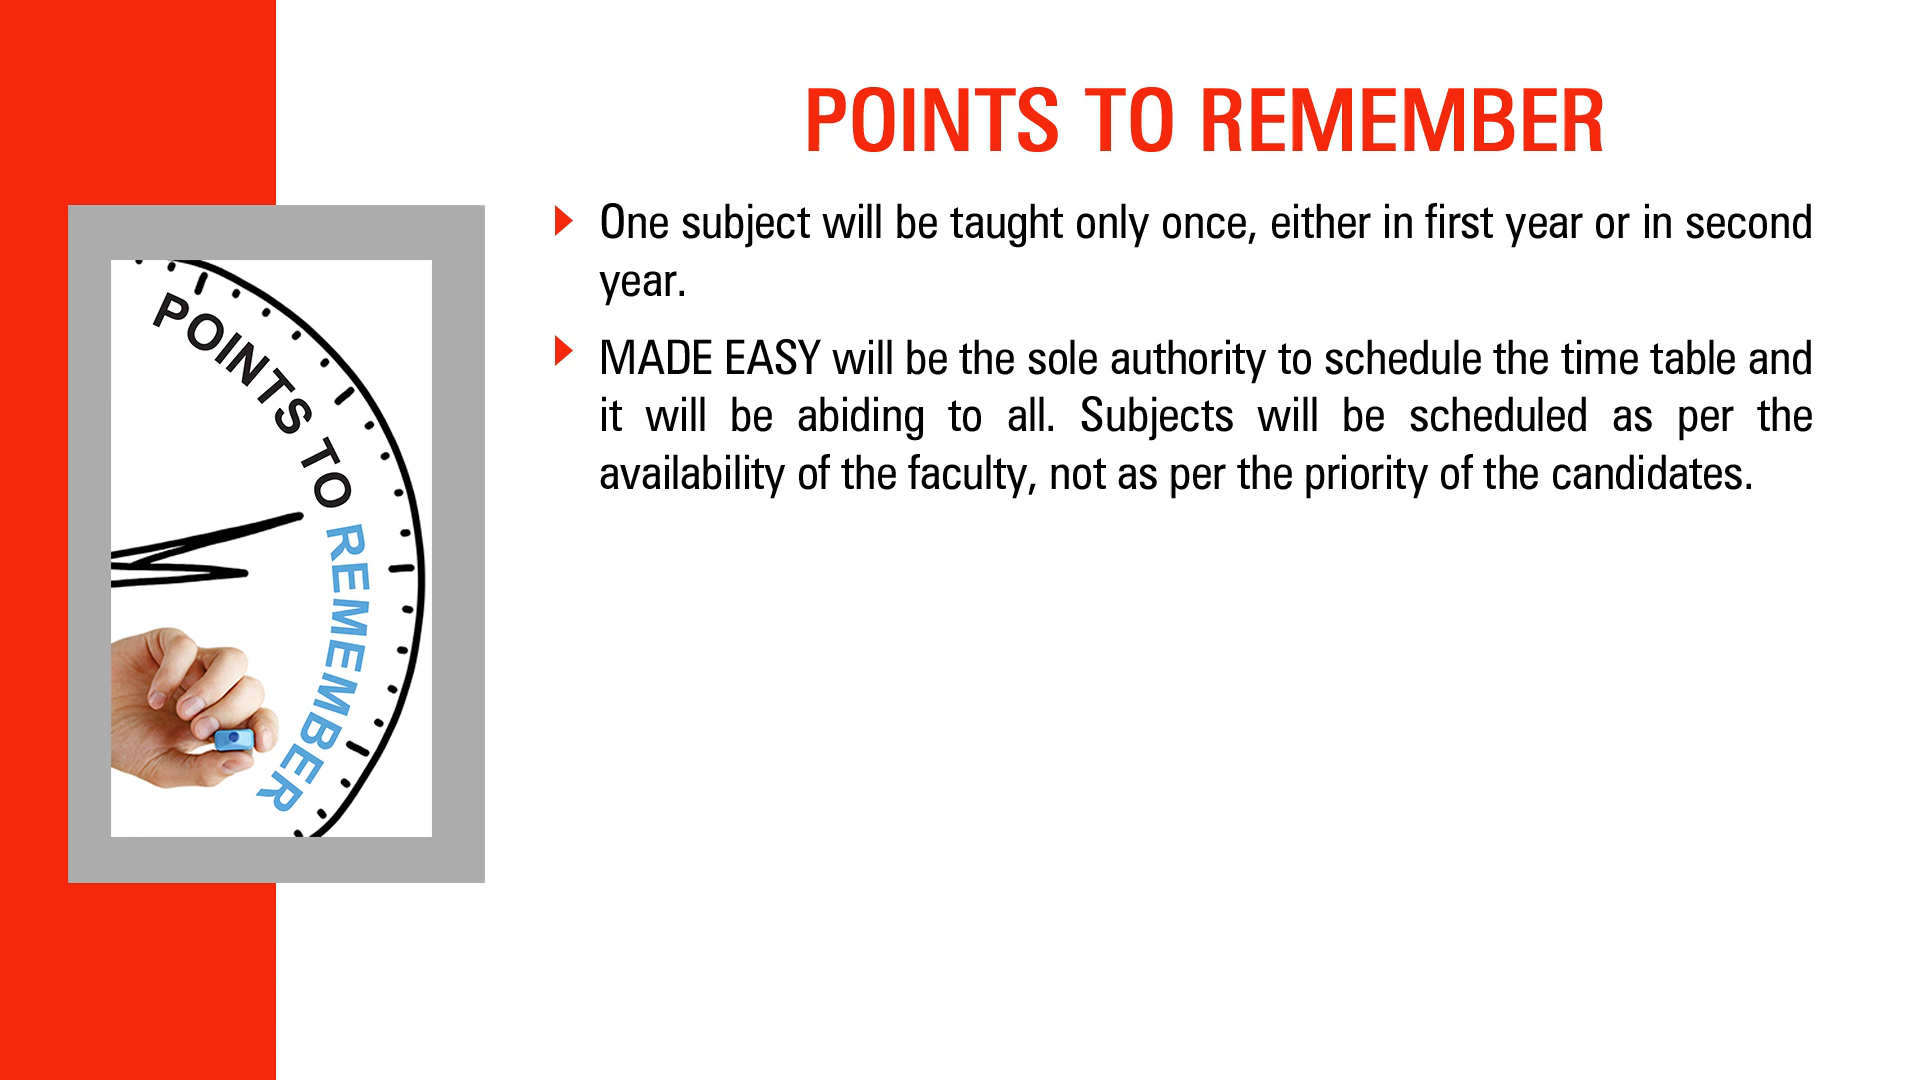 POINTS TO REMEMBER
One subject will be taught only once, either in first year or in second
year.
MADE EASY will be the sole authority to schedule the time table and
it will be abiding to all. Subjects will be scheduled as per the
availability of the faculty, not as per the priority of the candidates.
POINTS TO REMEMBER